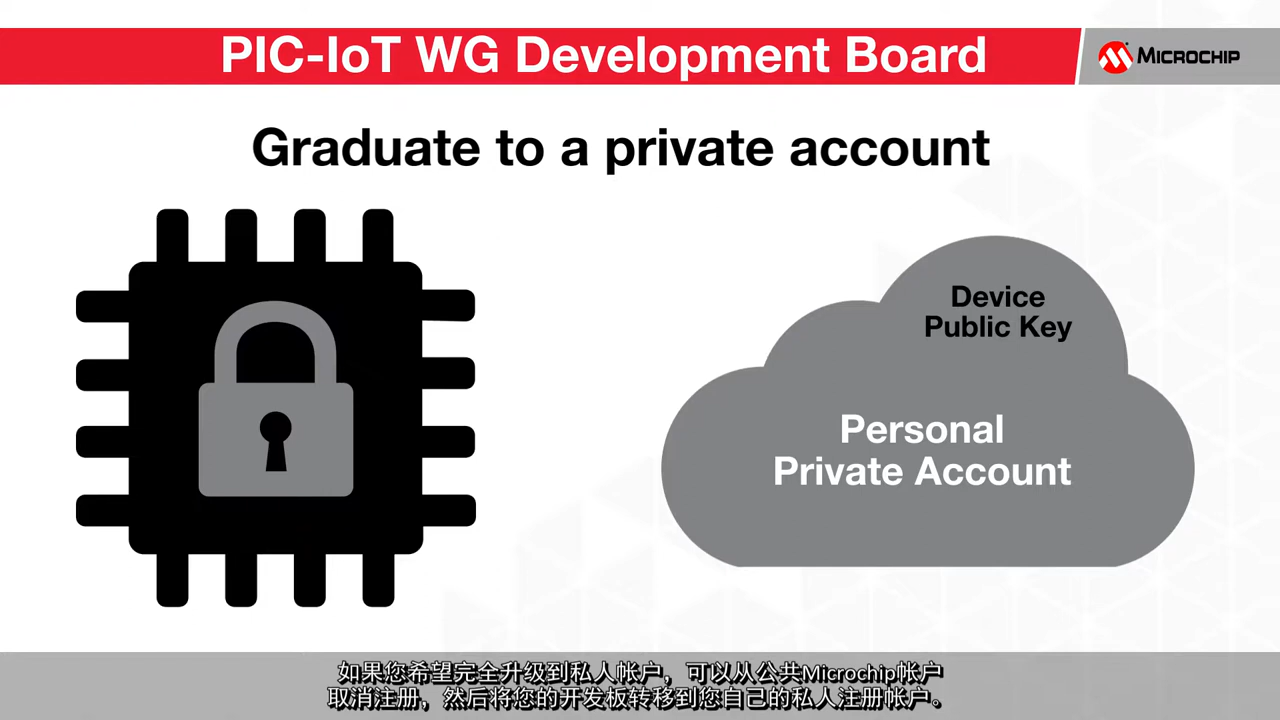 PIC-IoT WG Development Board
MICROCHIP
Graduate to a private account
Device
Public Key
Personal
Private Account
如果您希望完全升级到私人帐户，可以从公共Microchip帐户
取消注册，然后将您的开发板转移到您自己的私人注册帐户。